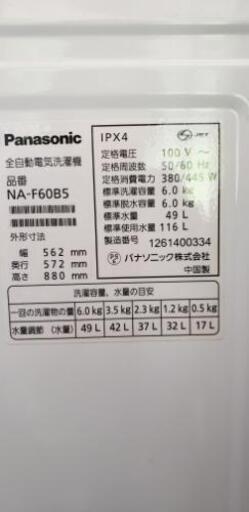 Panasonic
全自動電気洗濯機
品番
NA-F60B5
外形寸法
幅 562 mm
奥行 572 mm
高さ 880 mm
IPX4
JET
定格電圧 100 V ～
定格周波数 50/60 Hz
定格消費電力 380/445 W
標準洗濯容量 6.0 kg
標準脱水容量 6.0 kg
標準水量 49 L
標準使用水量 116 L
製造番号 1261400334
PSE パナソニック株式会社
中国製
洗濯容量、水量の目安
一回の洗濯物の量 6.0 kg 3.5 kg 2.3 kg 1.2 kg 0.5 kg
水量調節（水量） 49 L 42 L 37 L 32 L 17 L